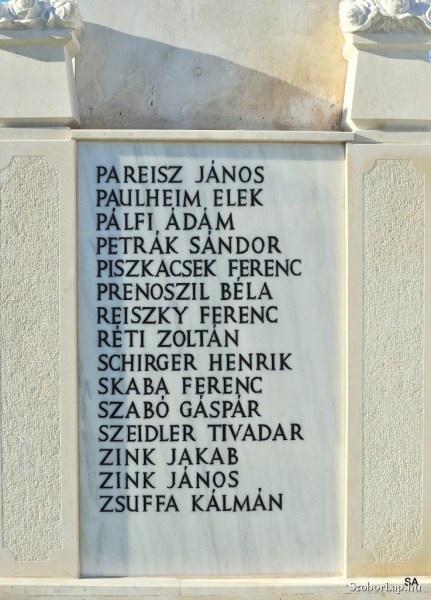 PAREISZ JÁNOS
PAULHEIM ELEK
PÁLFI ÁDÁM
PETRÁK SÁNDOR
PISZKACSEK FERENC
PRENOSZIL BÉLA
REISZKY FERENC
RÉTI ZOLTÁN
SCHIRGER HENRIK
SKABA FERENC
SZABÓ GÁSPÁR
SZEIDLER TIVADAR
ZINK JAKAB
ZINK JÁNOS
ZSUFFA KÁLMÁN
SA
SzoborLap.hu